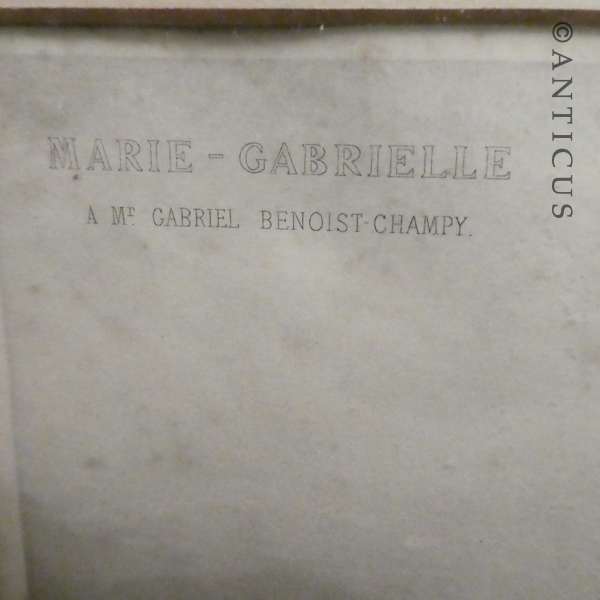 MARIE - GABRIELLE
A Mr. GABRIEL BENOIST-CHAMPY.
© ANTICUS